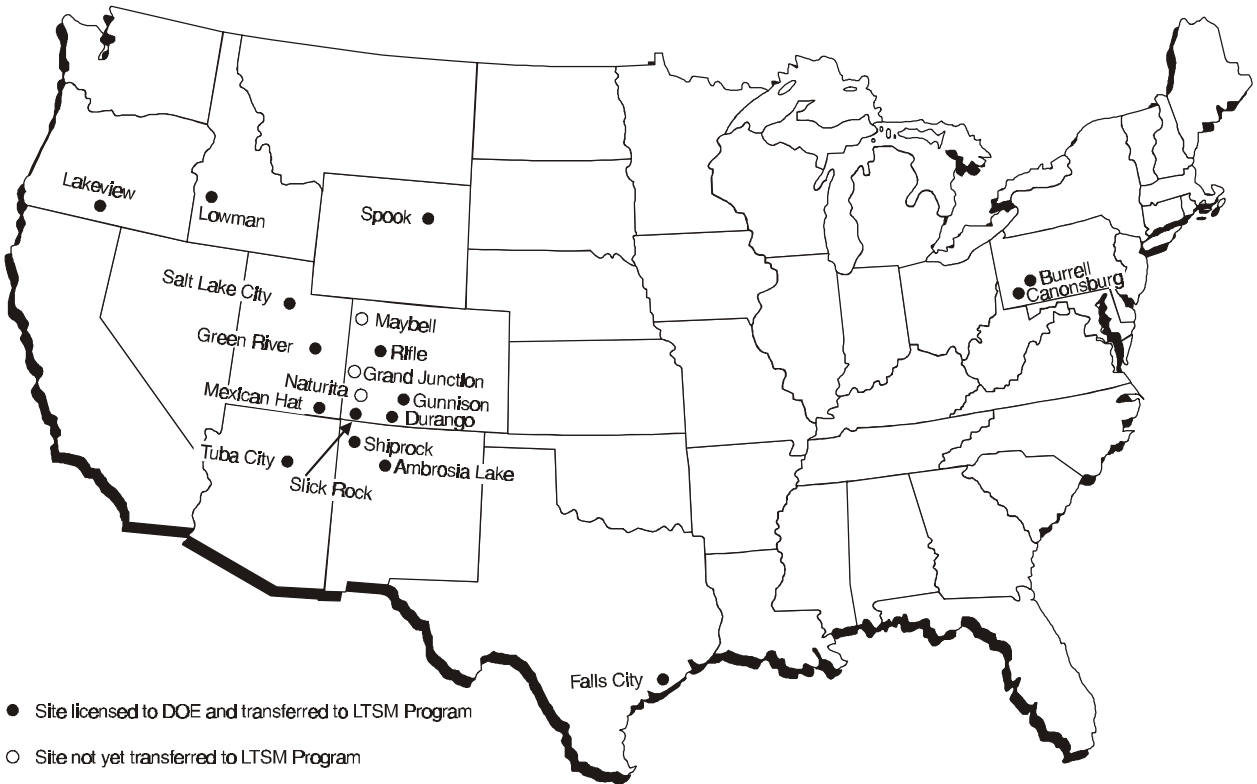 Lakeview
Lowman
Spook
Burrell
Canonsburg
Salt Lake City
Maybell
Green River
Rifle
Grand Junction
Naturita
Mexican Hat
Gunnison
Durango
Shiprock
Tuba City
Ambrosia Lake
Slick Rock
Falls City
Site licensed to DOE and transferred to LTSM Program
Site not yet transferred to LTSM Program